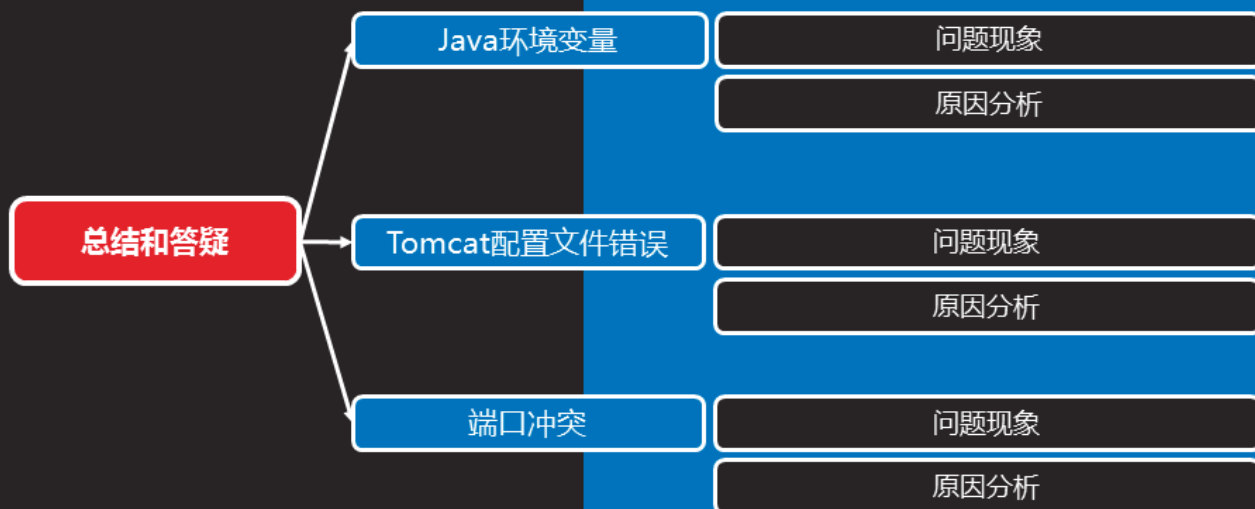 总结和答疑
Java环境变量
问题现象
原因分析
Tomcat配置文件错误
问题现象
原因分析
端口冲突
问题现象
原因分析